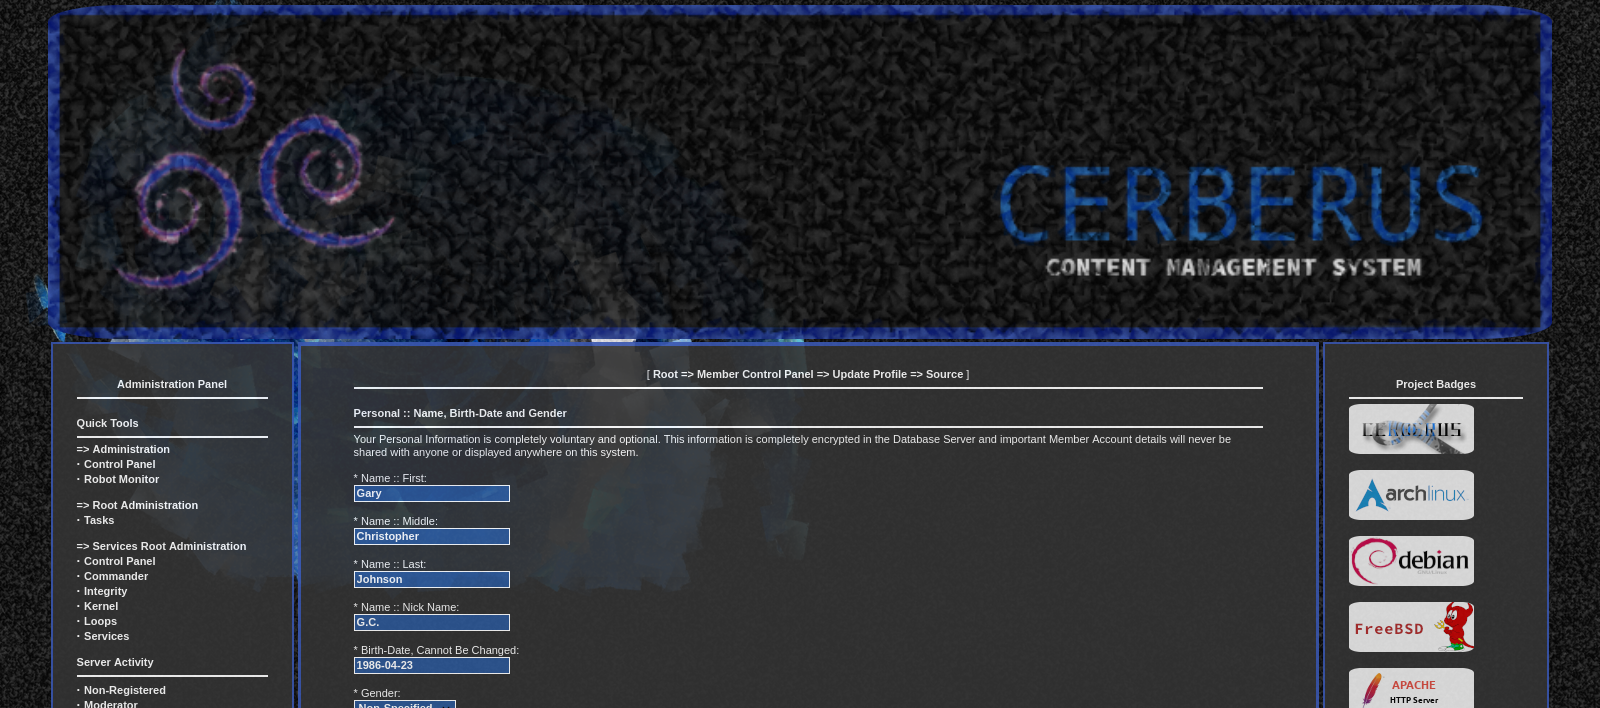 CERBERUS
CONTENT MANAGEMENT SYSTEM
Administration Panel
Quick Tools
=> Administration
· Control Panel
· Robot Monitor
=> Root Administration
· Tasks
=> Services Root Administration
· Control Panel
· Commander
· Integrity
· Kernel
· Loops
· Services
Server Activity
· Non-Registered
· Moderator
[ Root => Member Control Panel => Update Profile => Source ]
Personal :: Name, Birth-Date and Gender
Your Personal Information is completely voluntary and optional. This information is completely encrypted in the Database Server and important Member Account details will never be
shared with anyone or displayed anywhere on this system.
* Name :: First:
Gary
* Name :: Middle:
Christopher
* Name :: Last:
Johnson
* Name :: Nick Name:
G.C.
* Birth-Date, Cannot Be Changed:
1986-04-23
* Gender:
Non-Specified
Project Badges
CERBERUS
archlinux
debian
FreeBSD
APACHE
HTTP Server